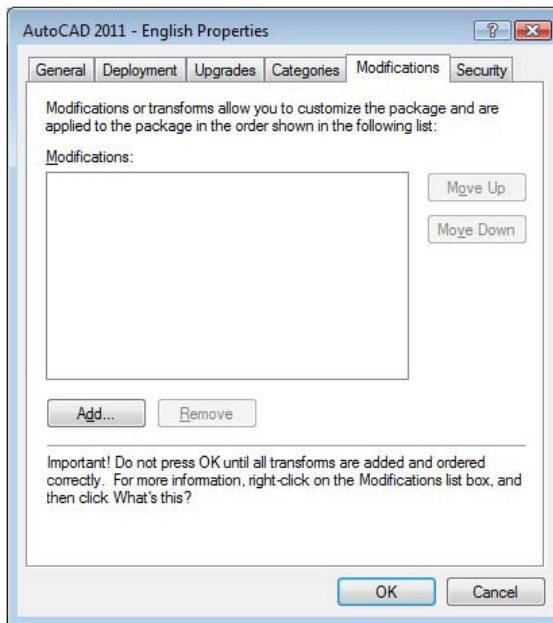 AutoCAD 2011 - English Properties
General Deployment Upgrades Categories Modifications Security
Modifications or transforms allow you to customize the package and are
applied to the package in the order shown in the following list:
Modifications:
Move Up
Move Down
Add... Remove
Important! Do not press OK until all transforms are added and ordered
correctly. For more information, right-click on the Modifications list box, and
then click What's this?
OK Cancel